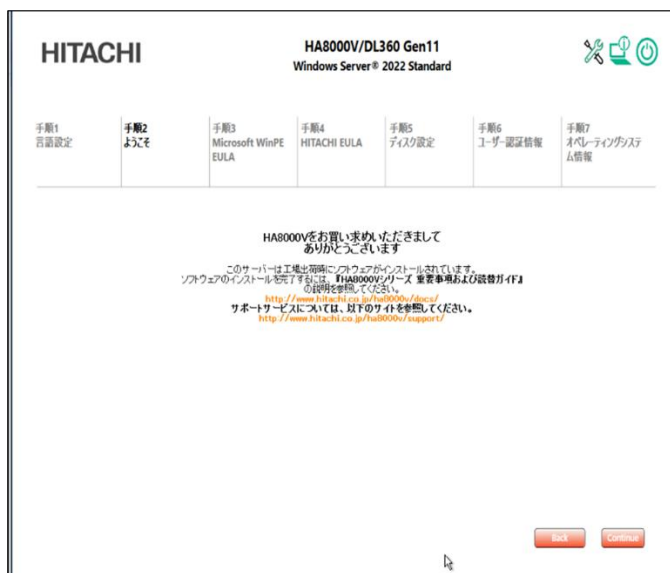 HITACHI
HA8000V/DL360 Gen11
Windows Server® 2022 Standard
手順1
言語設定
手順2
ようこそ
手順3
Microsoft WinPE
EULA
手順4
HITACHI EULA
手順5
ディスク設定
手順6
ユーザー認証情報
手順7
オペレーティングシステ
ム情報
HA8000Vをお買い求めいただきまして
ありがとうございます
このサーバーは工場出荷時にソフトウェアがインストールされています。
ソフトウェアのインストールを完了するには、『HA8000Vシリーズ 重要事項および読替ガイド』
の説明を参照してください。
http://www.hitachi.co.jp/ha8000v/docs/
サポートサービスについては、以下のサイトを参照してください。
http://www.hitachi.co.jp/ha8000v/support/
Back
Continue